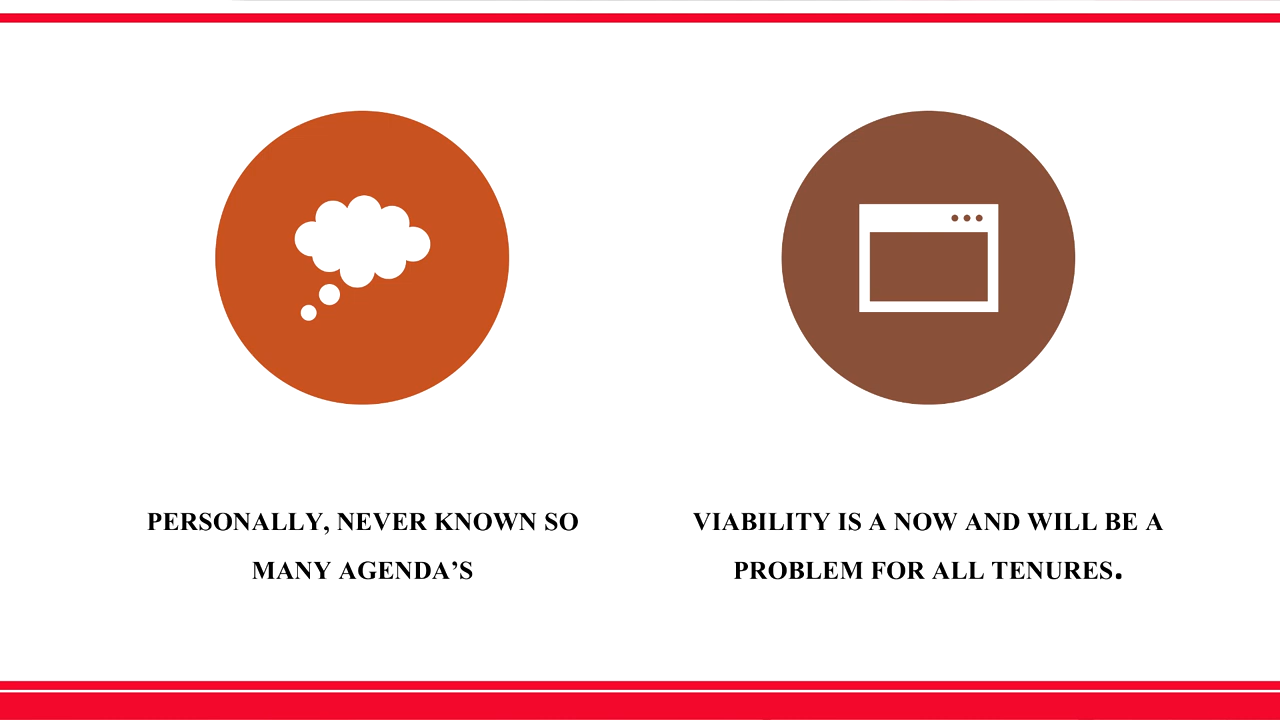 PERSONALLY, NEVER KNOWN SO
MANY AGENDA’S
VIABILITY IS A NOW AND WILL BE A
PROBLEM FOR ALL TENURES.